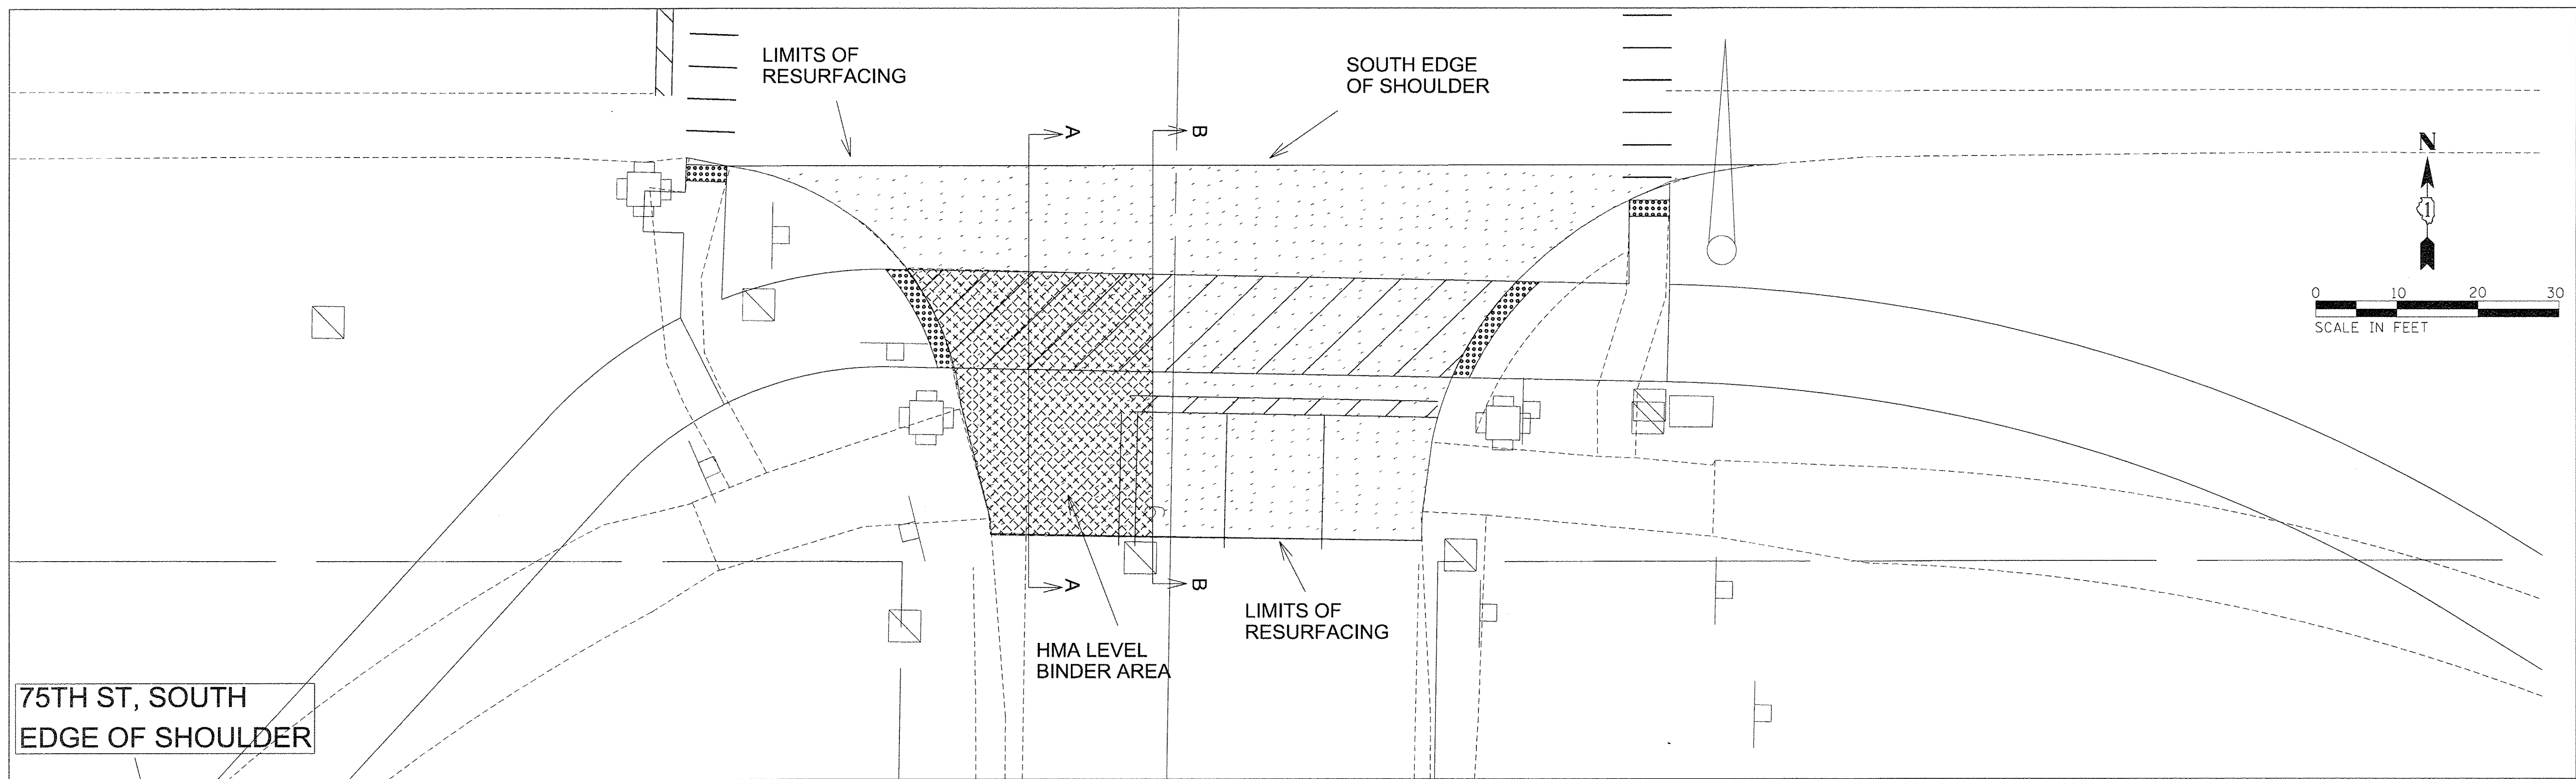 LIMITS OF
RESURFACING
SOUTH EDGE
OF SHOULDER
A
B
N
1
0 10 20 30
SCALE IN FEET
A
B
LIMITS OF
RESURFACING
HMA LEVEL
BINDER AREA
75TH ST, SOUTH
EDGE OF SHOULDER